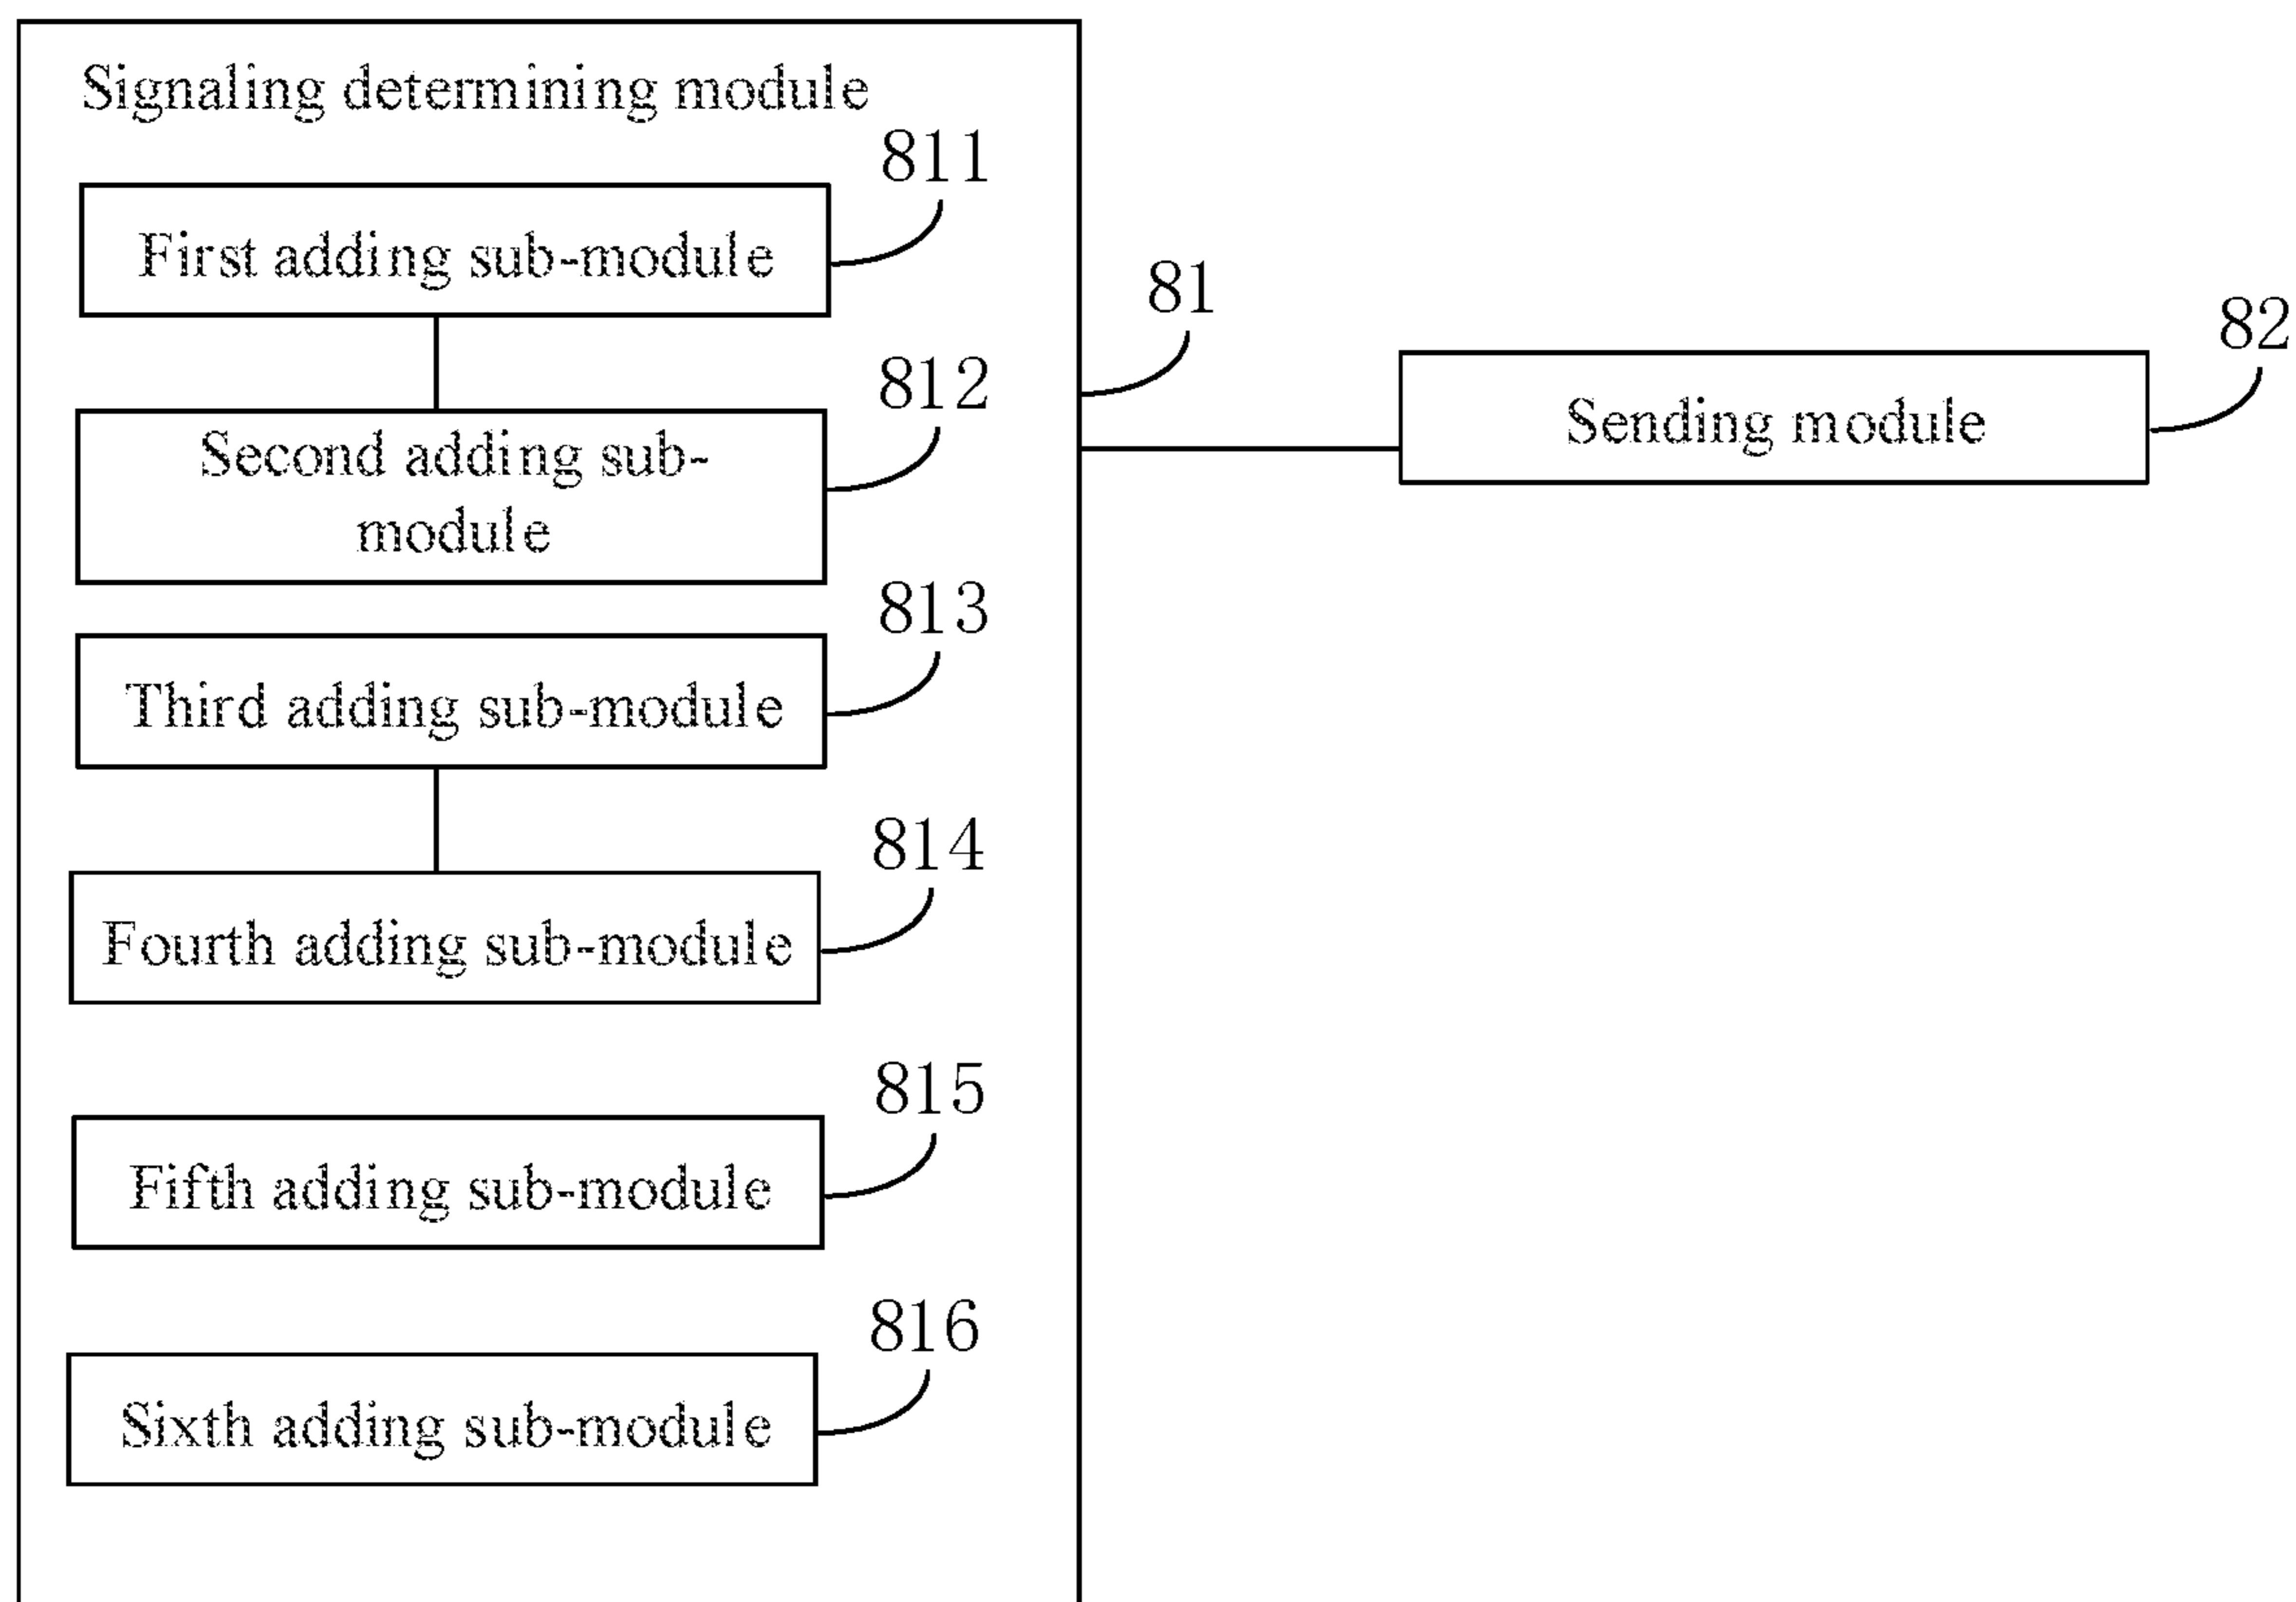 Signaling determining module
811
First adding sub-module
81
82
812
Second adding sub-
module
Sending module
813
Third adding sub-module
814
Fourth adding sub-module
815
Fifth adding sub-module
816
Sixth adding sub-module